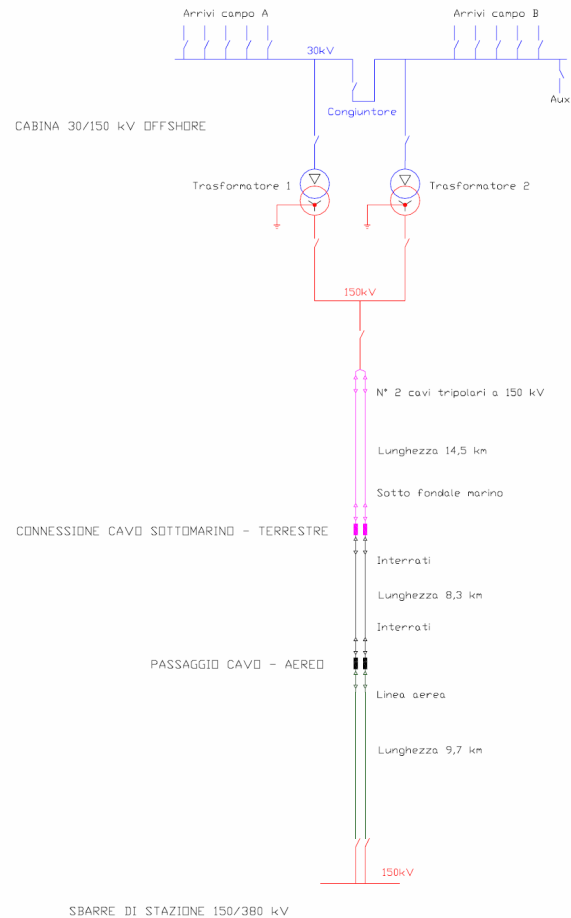 Arrivi campo A
Arrivi campo B
30kV
Congiuntore
Aux
CABINA 30/150 kV OFFSHORE
Trasformatore 1
Trasformatore 2
150kV
N° 2 cavi tripolari a 150 kV
Lunghezza 14,5 km
Sotto fondale marino
CONNESSIONE CAVO SOTTOMARINO - TERRESTRE
Interrati
Lunghezza 8,3 km
Interrati
PASSAGGIO CAVO - AEREO
Linea aerea
Lunghezza 9,7 km
150kV
SBARRE DI STAZIONE 150/380 kV